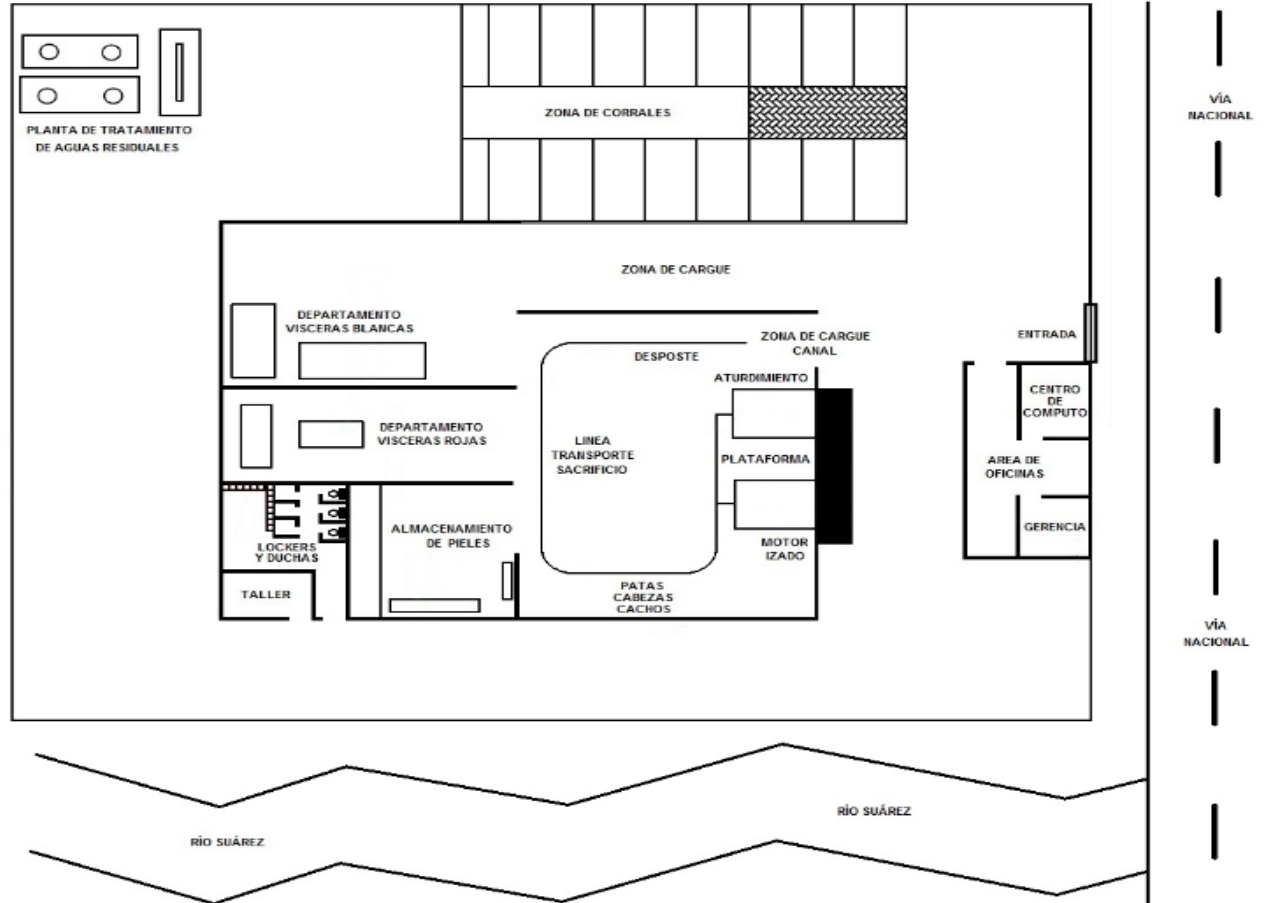 VÍA
NACIONAL
ZONA DE CORRALES
PLANTA DE TRATAMIENTO
DE AGUAS RESIDUALES
ZONA DE CARGUE
DEPARTAMENTO
VISCERAS BLANCAS
ZONA DE CARGUE
CANAL
ENTRADA
DESPOSTE
ATURDIMIENTO
CENTRO
DE
COMPUTO
DEPARTAMENTO
VISCERAS ROJAS
LINEA
TRANSPORTE
SACRIFICIO
PLATAFORMA
AREA DE
OFICINAS
ALMACENAMIENTO
DE PIELES
GERENCIA
LOCKERS
Y DUCHAS
MOTOR
IZADO
TALLER
PATAS
CABEZAS
CACHOS
VÍA
NACIONAL
RÍO SUÁREZ
RÍO SUÁREZ